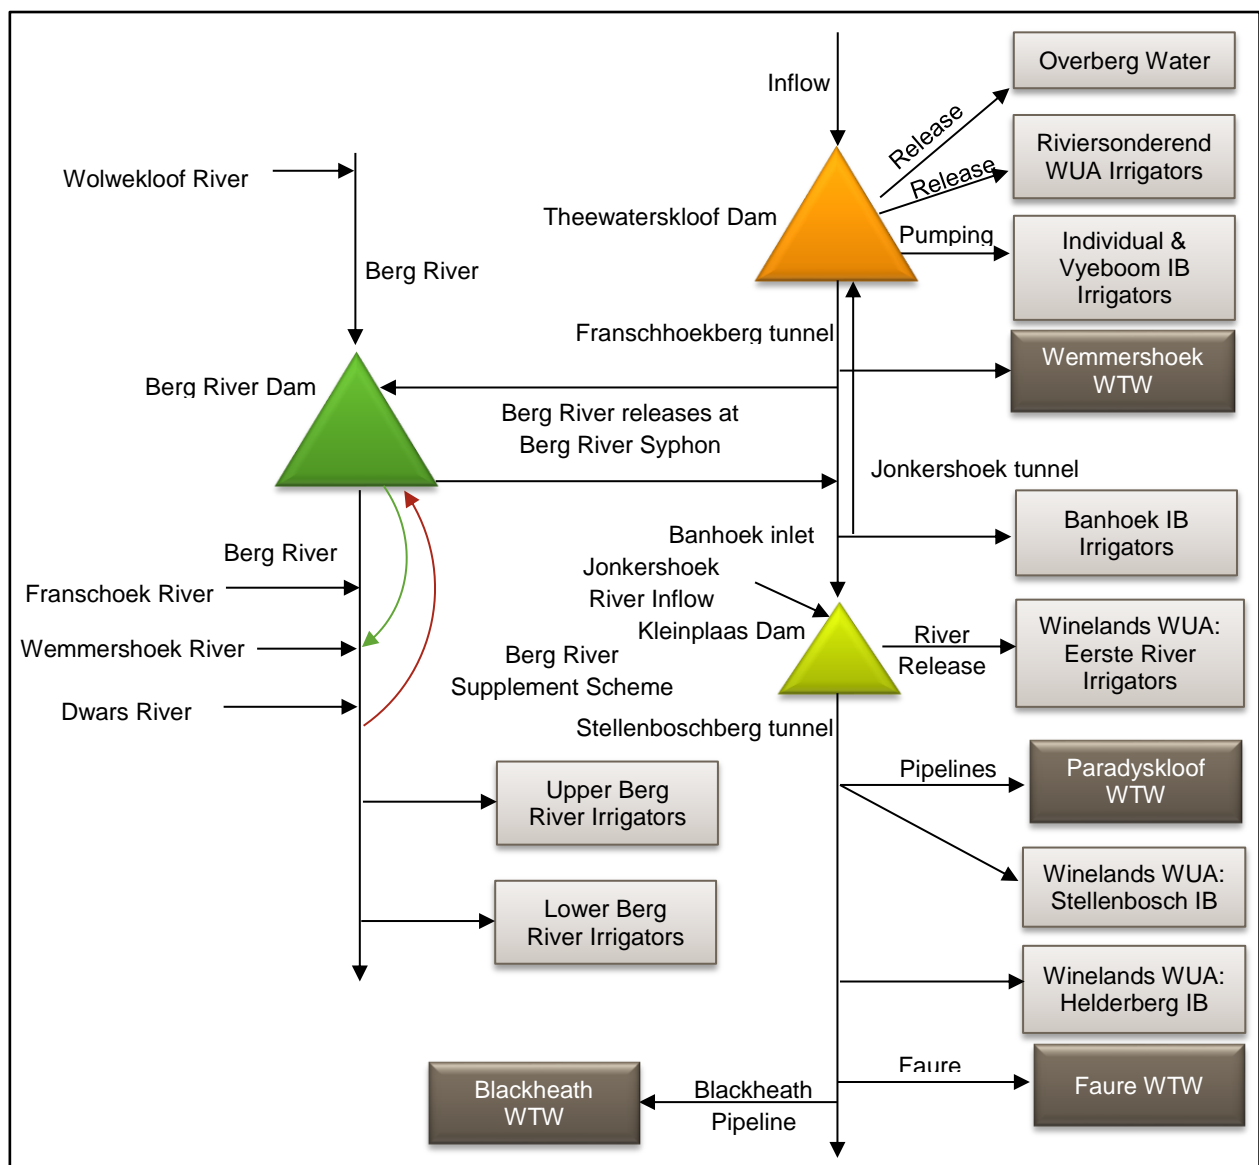 Overberg Water
Inflow
Release
Riviersonderend
WUA Irrigators
Release
Wolwekloof River
Theewaterskloof Dam
Pumping
Individual &
Vyeboom IB
Irrigators
Berg River
Franschhoekberg tunnel
Wemmershoek
WTW
Berg River Dam
Berg River releases at
Berg River Syphon
Jonkershoek tunnel
Banhoek inlet
Banhoek IB
Irrigators
Berg River
Jonkershoek
River Inflow
Franschoek River
Kleinplaas Dam
River
Release
Winelands WUA:
Eerste River
Irrigators
Wemmershoek River
Berg River
Supplement Scheme
Dwars River
Stellenboschberg tunnel
Pipelines
Paradyskloof
WTW
Upper Berg
River Irrigators
Winelands WUA:
Stellenbosch IB
Lower Berg
River Irrigators
Winelands WUA:
Helderberg IB
Faure
Faure WTW
Blackheath
WTW
Blackheath
Pipeline